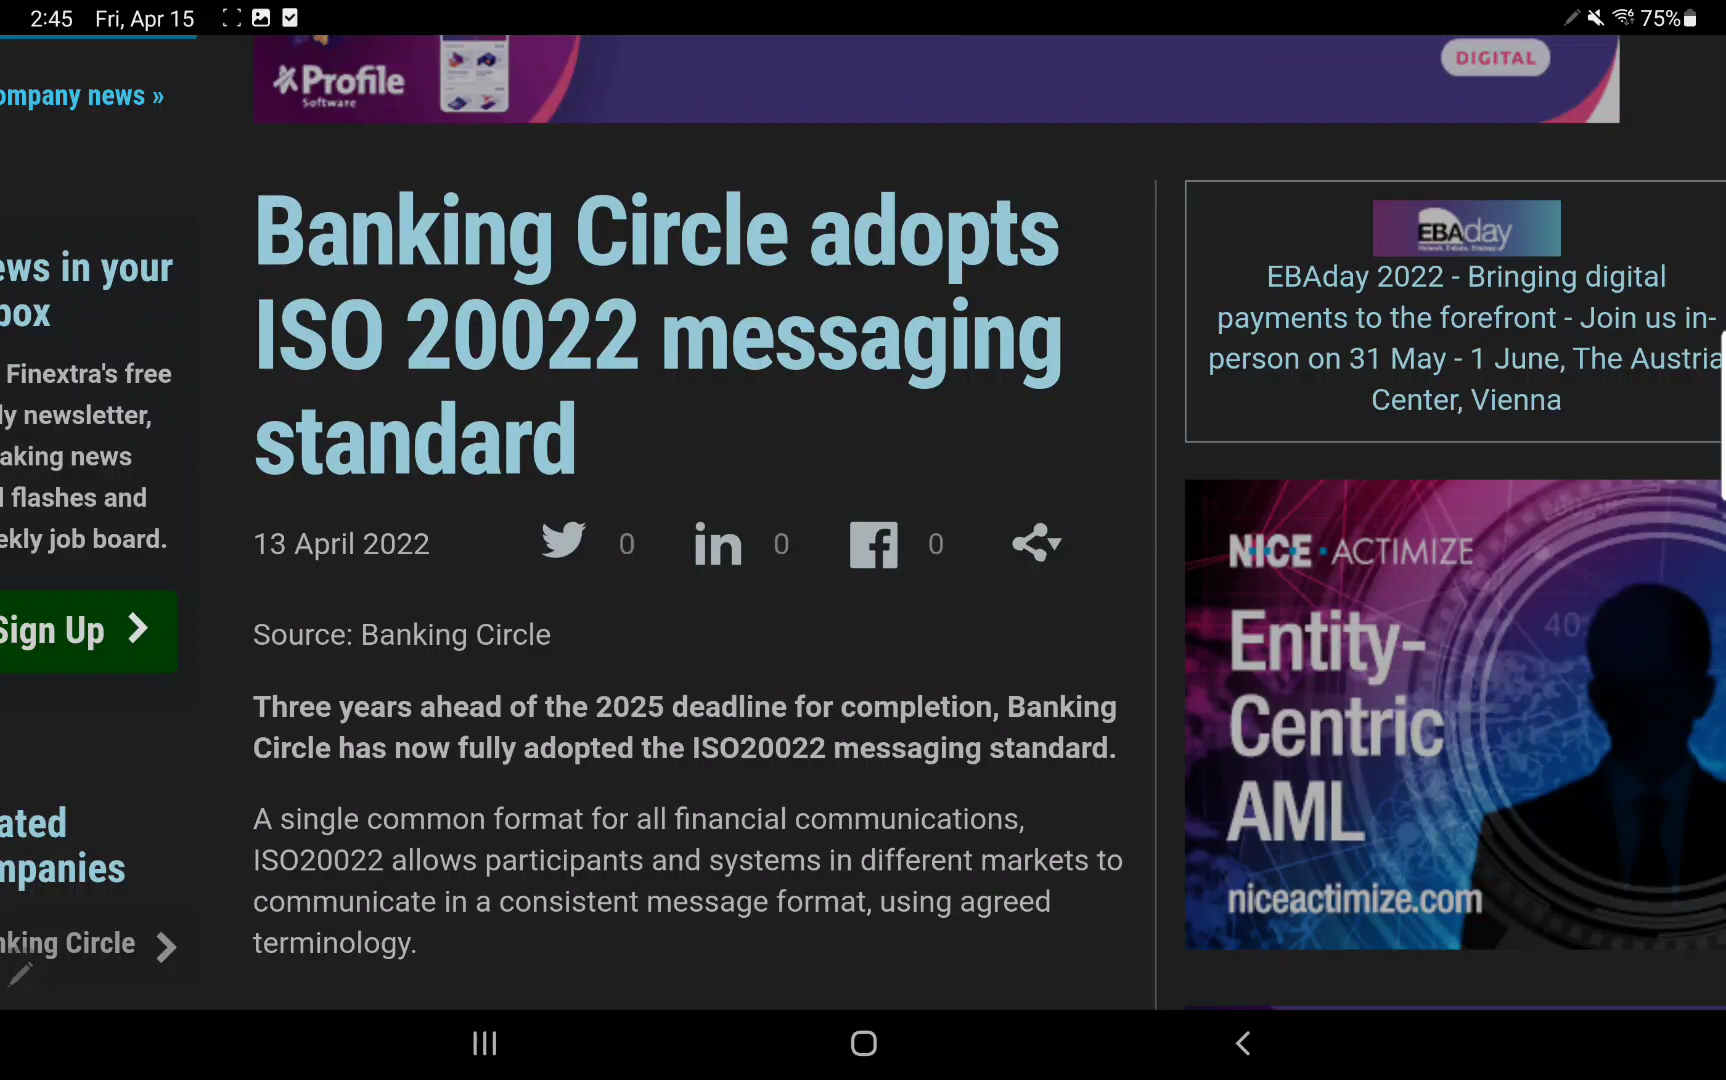 2:45 Fri, Apr 15
75%
Profile
Software
DIGITAL
ompany news »
Banking Circle adopts
ISO 20022 messaging
standard
13 April 2022
0
0
0
Source: Banking Circle
Three years ahead of the 2025 deadline for completion, Banking
Circle has now fully adopted the ISO20022 messaging standard.
A single common format for all financial communications,
ISO20022 allows participants and systems in different markets to
communicate in a consistent message format, using agreed
terminology.
ews in your
box
Finextra's free
ly newsletter,
aking news
l flashes and
ekly job board.
Sign Up
ated
mpanies
nking Circle
EBAday
EBAday 2022 - Bringing digital
payments to the forefront - Join us in-
person on 31 May - 1 June, The Austria
Center, Vienna
NICE · ACTIMIZE
Entity-
Centric
AML
niceactimize.com
40